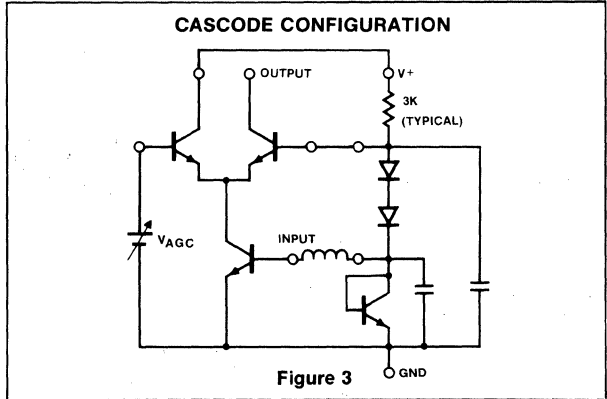 CASCODE CONFIGURATION
OUTPUT
V+
3K
(TYPICAL)
VAGC
INPUT
GND
Figure 3